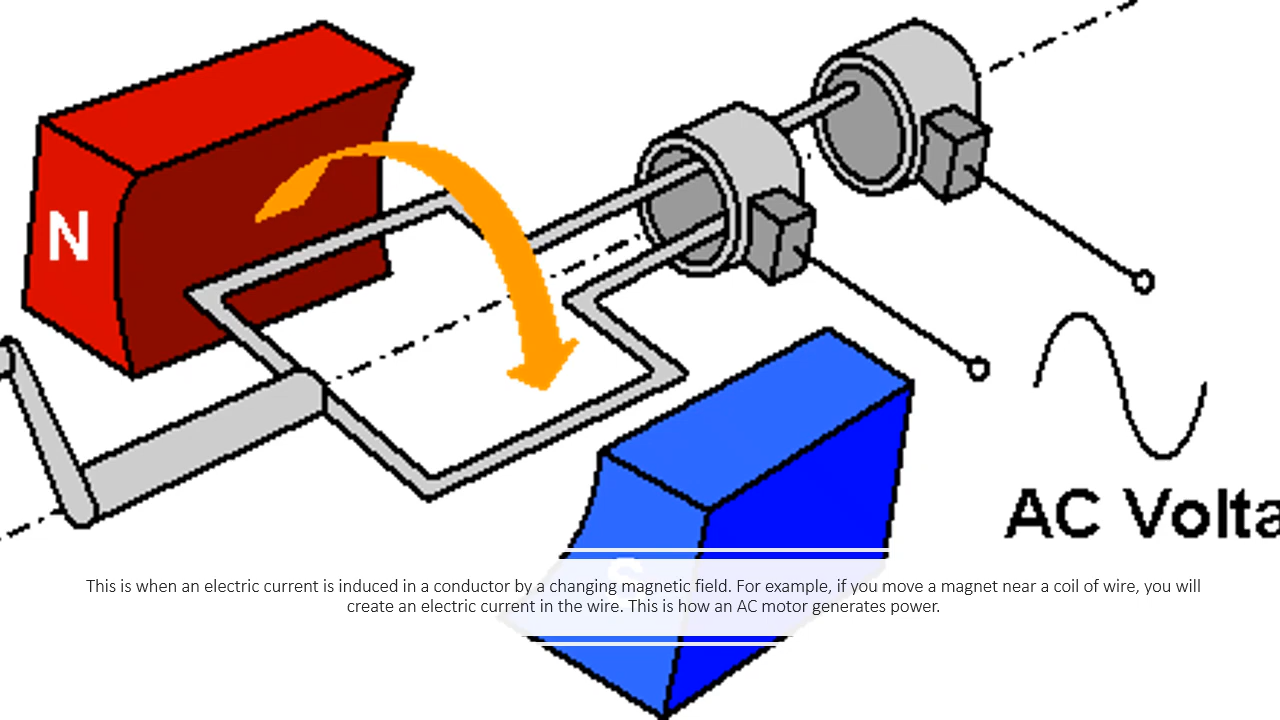 N
AC Volta
S
This is when an electric current is induced in a conductor by a changing magnetic field. For example, if you move a magnet near a coil of wire, you will
create an electric current in the wire. This is how an AC motor generates power.